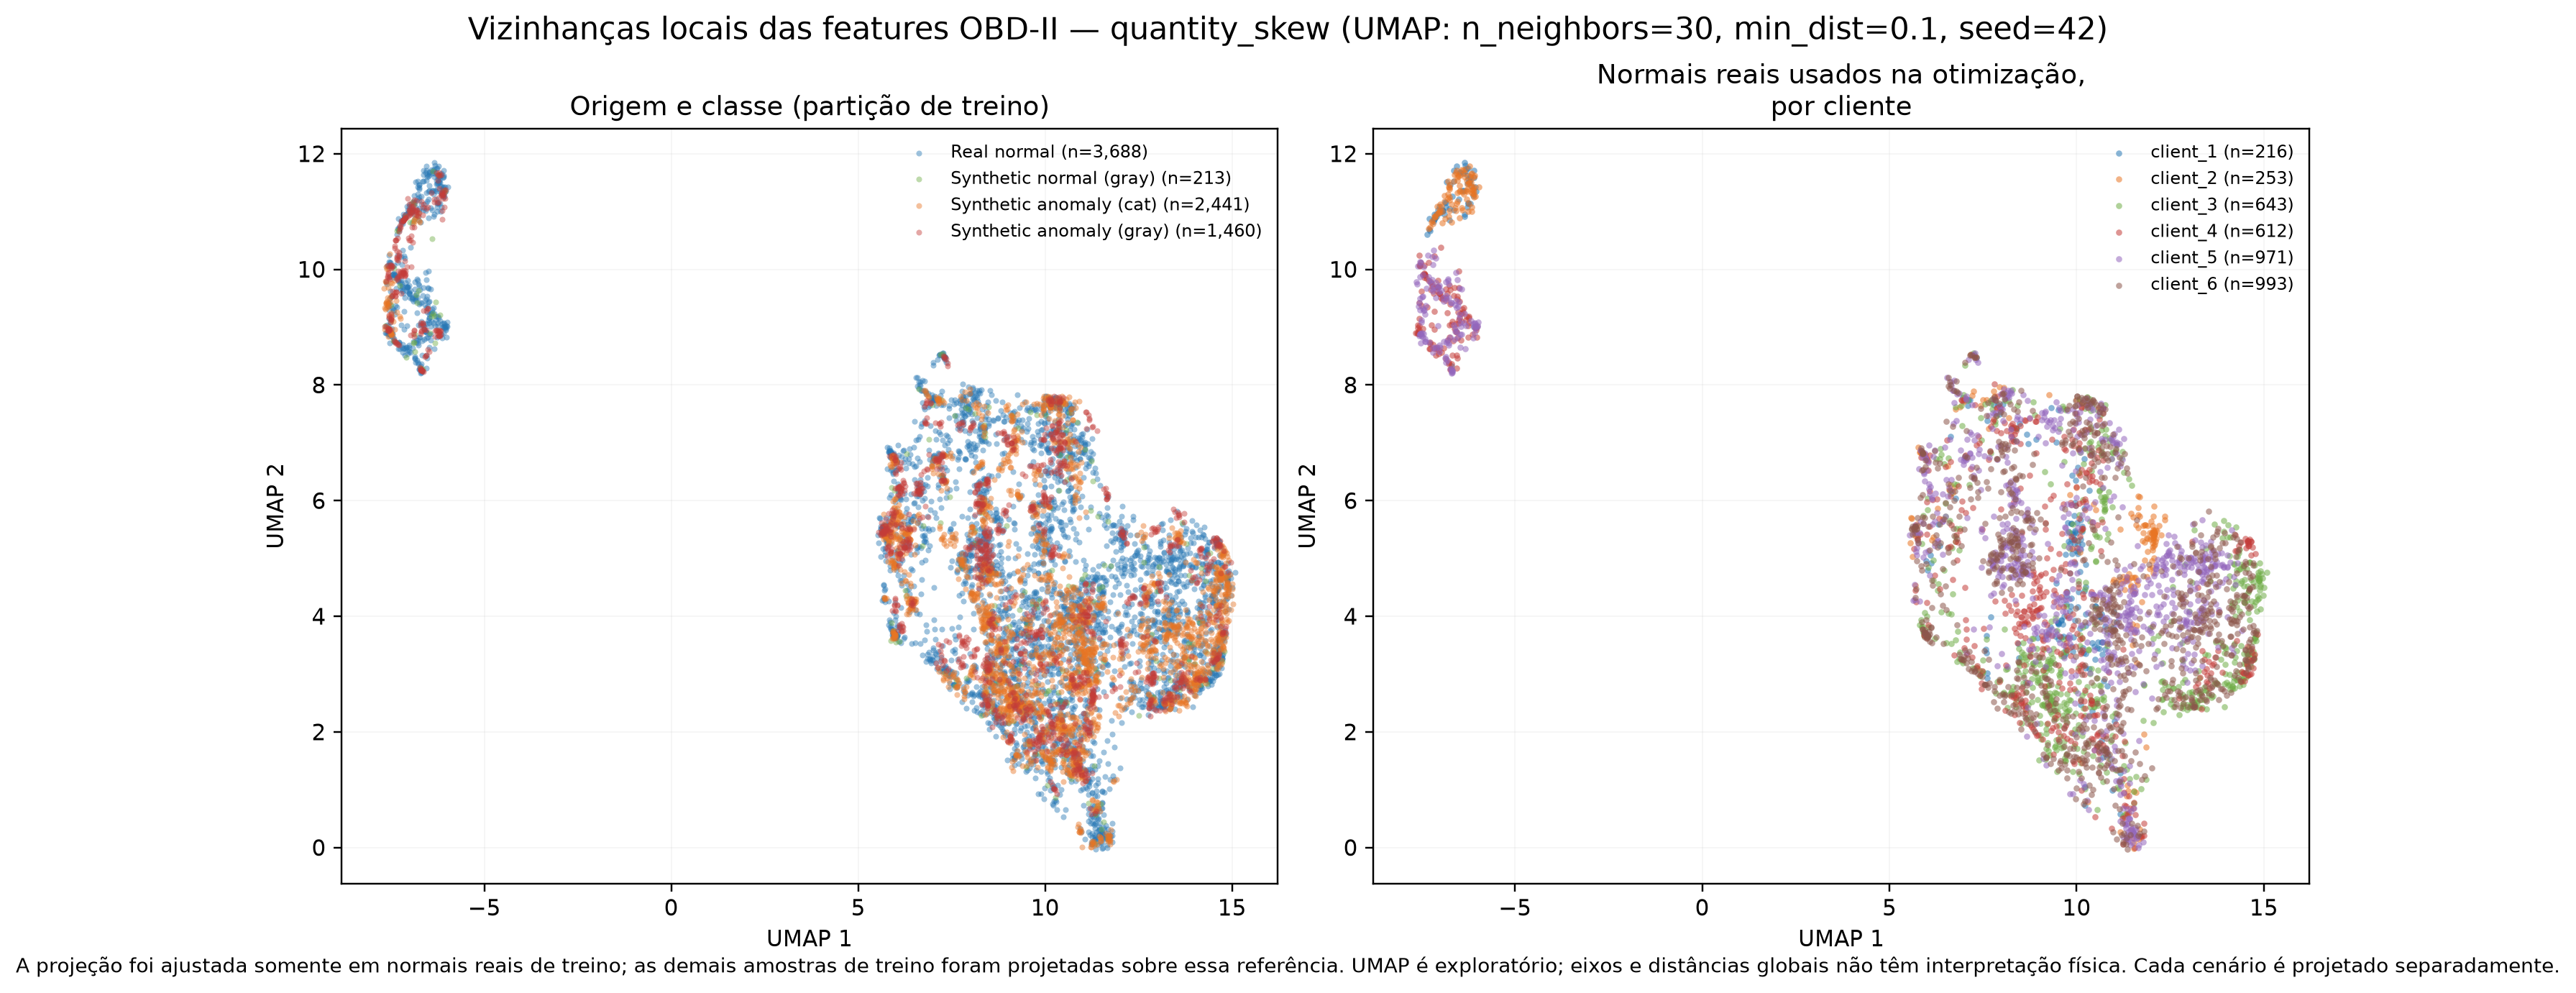 Vizinhanças locais das features OBD-II — quantity_skew (UMAP: n_neighbors=30, min_dist=0.1, seed=42)
Origem e classe (partição de treino)
Real normal (n=3,688)
Synthetic normal (gray) (n=213)
Synthetic anomaly (cat) (n=2,441)
Synthetic anomaly (gray) (n=1,460)
12
10
8
6
4
2
0
UMAP 2
−5
0
5
10
15
UMAP 1
Normais reais usados na otimização,
por cliente
client_1 (n=216)
client_2 (n=253)
client_3 (n=643)
client_4 (n=612)
client_5 (n=971)
client_6 (n=993)
12
10
8
6
4
2
0
UMAP 2
−5
0
5
10
15
UMAP 1
A projeção foi ajustada somente em normais reais de treino; as demais amostras de treino foram projetadas sobre essa referência. UMAP é exploratório; eixos e distâncias globais não têm interpretação física. Cada cenário é projetado separadamente.